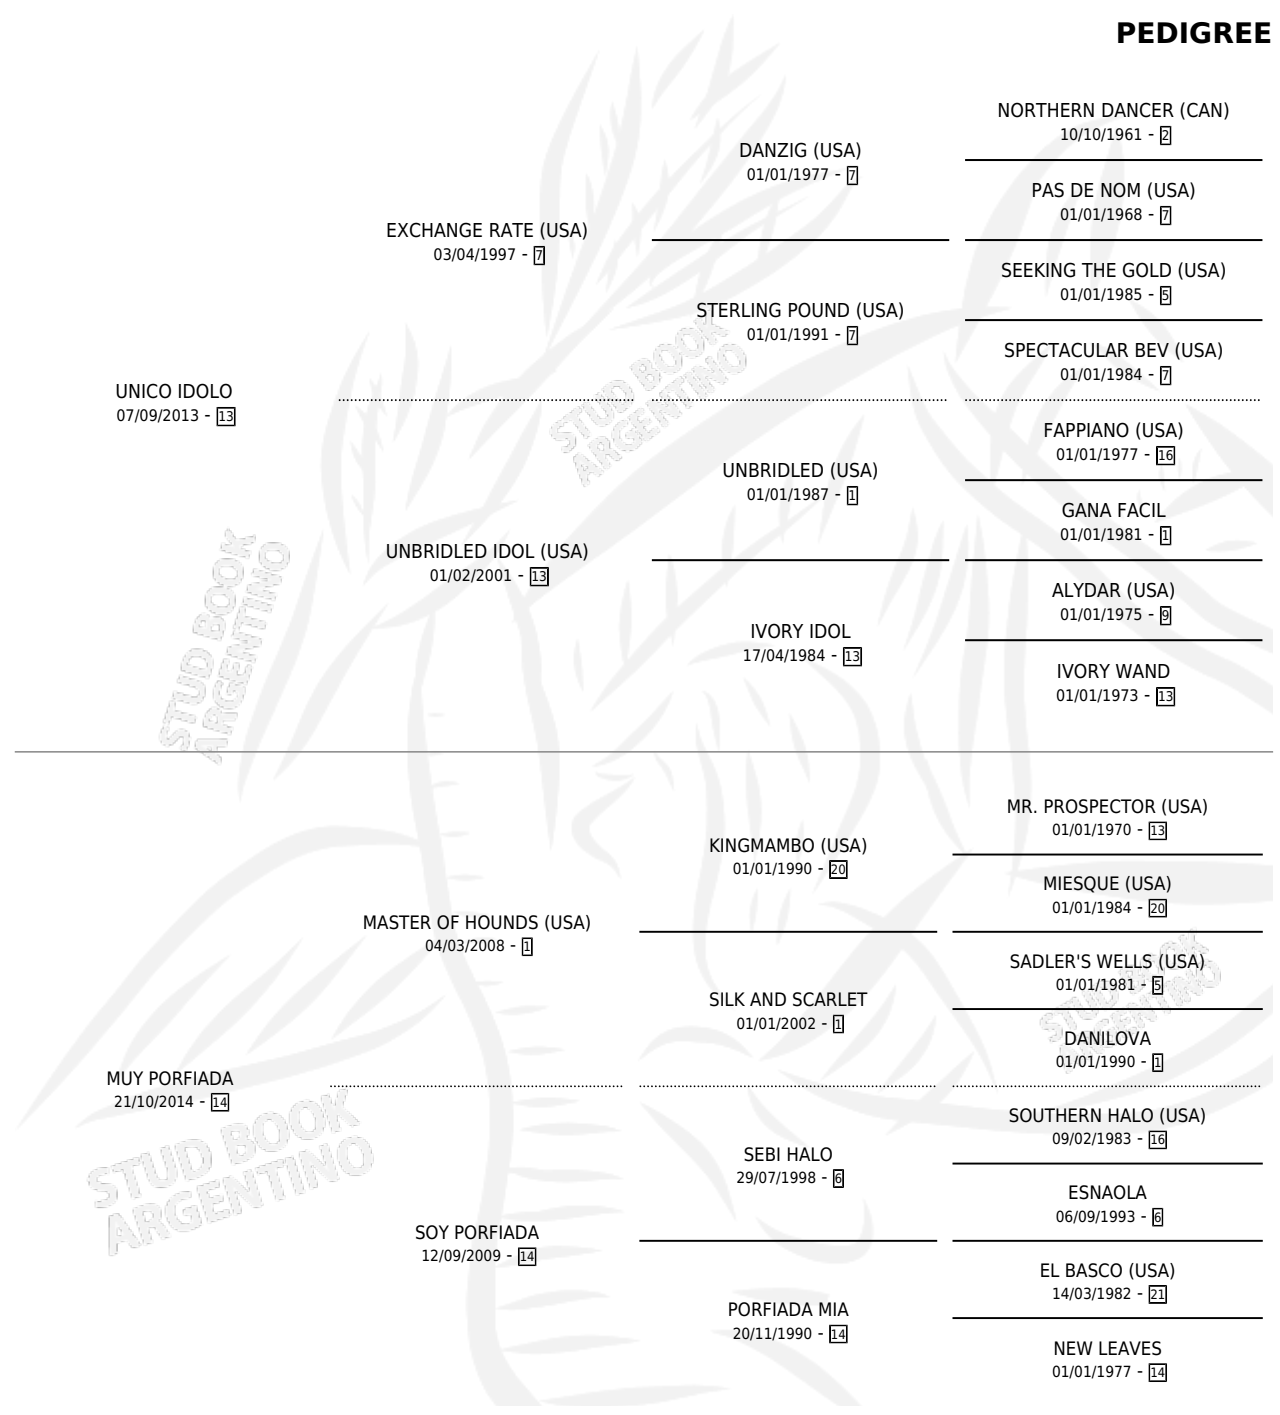 PEDIGREE
UNICO IDOLO
07/09/2013 - 13
EXCHANGE RATE (USA)
03/04/1997 - 7
DANZIG (USA)
01/01/1977 - 7
NORTHERN DANCER (CAN)
10/10/1961 - 2
PAS DE NOM (USA)
01/01/1968 - 7
STERLING POUND (USA)
01/01/1991 - 7
SEEKING THE GOLD (USA)
01/01/1985 - 5
SPECTACULAR BEV (USA)
01/01/1984 - 7
UNBRIDLED IDOL (USA)
01/02/2001 - 13
UNBRIDLED (USA)
01/01/1987 - 1
FAPPIANO (USA)
01/01/1977 - 16
GANA FACIL
01/01/1981 - 1
IVORY IDOL
17/04/1984 - 13
ALYDAR (USA)
01/01/1975 - 9
IVORY WAND
01/01/1973 - 13
MUY PORFIADA
21/10/2014 - 14
MASTER OF HOUNDS (USA)
04/03/2008 - 1
KINGMAMBO (USA)
01/01/1990 - 20
MR. PROSPECTOR (USA)
01/01/1970 - 13
MIESQUE (USA)
01/01/1984 - 20
SILK AND SCARLET
01/01/2002 - 1
SADLER'S WELLS (USA)
01/01/1981 - 5
DANILOVA
01/01/1990 - 1
SOY PORFIADA
12/09/2009 - 14
SEBI HALO
29/07/1998 - 6
SOUTHERN HALO (USA)
09/02/1983 - 16
ESNAOLA
06/09/1993 - 6
PORFIADA MIA
20/11/1990 - 14
EL BASCO (USA)
14/03/1982 - 21
NEW LEAVES
01/01/1977 - 14
STUD BOOK
ARGENTINO
STUD BOOK
ARGENTINO
STUD BOOK
ARGENTINO
STUD BOOK
ARGENTINO